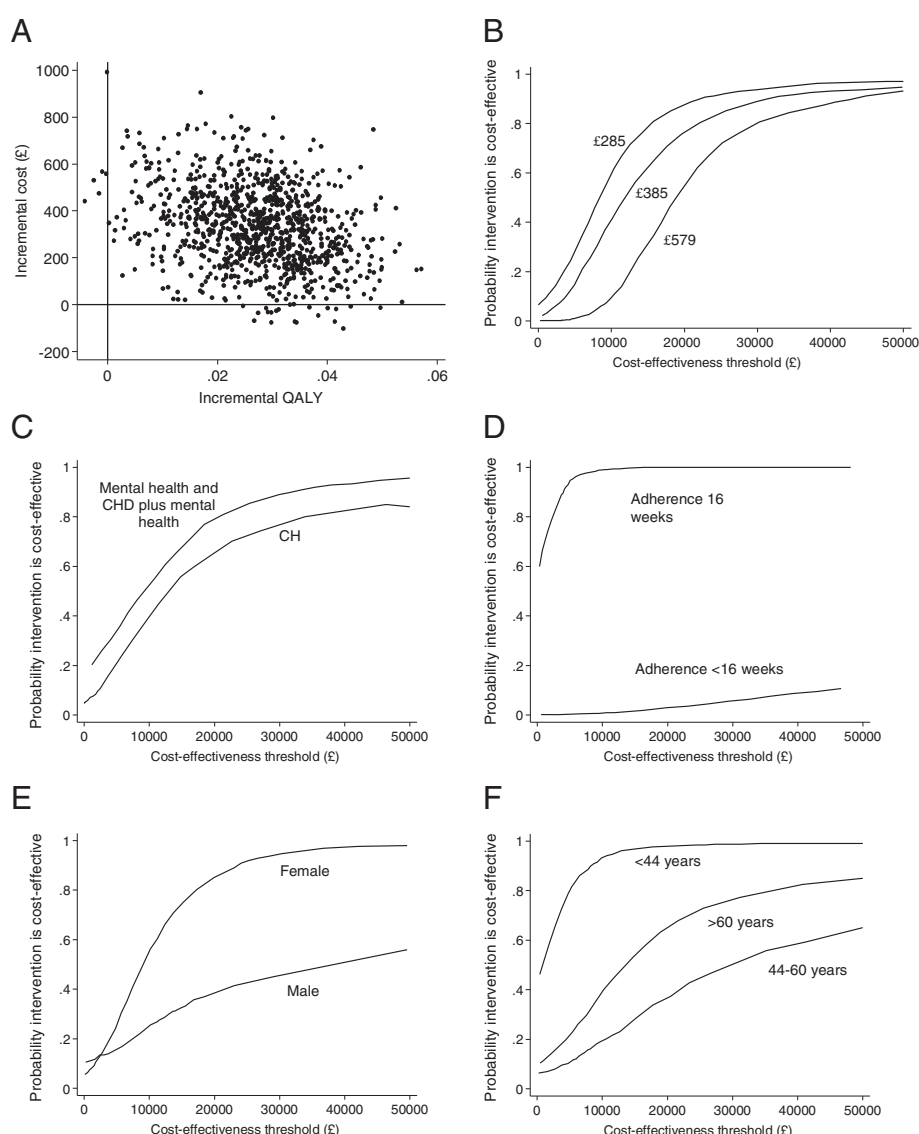 A
1000
800
600
400
200
0
-200
Incremental cost (£)
0
.02
.04
.06
Incremental QALY
B
1
.8
.6
.4
.2
0
Probability intervention is cost-effective
£285
£385
£579
0
10000
20000
30000
40000
50000
Cost-effectiveness threshold (£)
C
1
.8
.6
.4
.2
0
Probability intervention is cost-effective
Mental health and
CHD plus mental
health
CH
0
10000
20000
30000
40000
50000
Cost-effectiveness threshold (£)
D
1
.8
.6
.4
.2
0
Probability intervention is cost-effective
Adherence 16
weeks
Adherence <16 weeks
0
10000
20000
30000
40000
50000
Cost-effectiveness threshold (£)
E
1
.8
.6
.4
.2
0
Probability intervention is cost-effective
Female
Male
0
10000
20000
30000
40000
50000
Cost-effectiveness threshold (£)
F
1
.8
.6
.4
.2
0
Probability intervention is cost-effective
<44 years
>60 years
44-60 years
0
10000
20000
30000
40000
50000
Cost-effectiveness threshold (£)